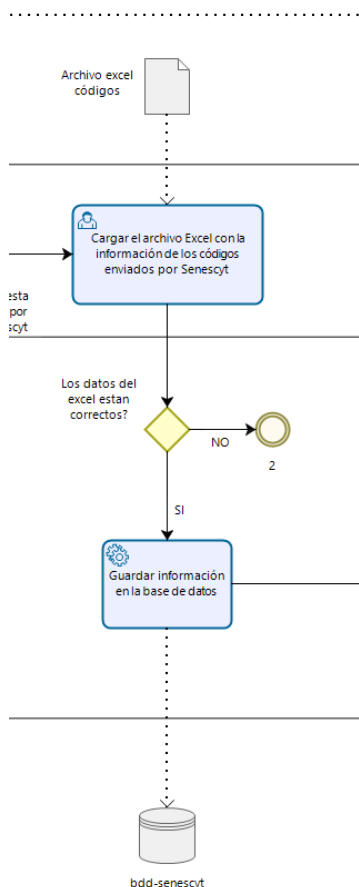 Archivo excel
códigos
Cargar el archivo Excel con la
información de los códigos
enviados por Senescyt
esta
por
scyt
Los datos del
excel estan
correctos?
NO
2
SI
Guardar información
en la base de datos
bdd-senescyt